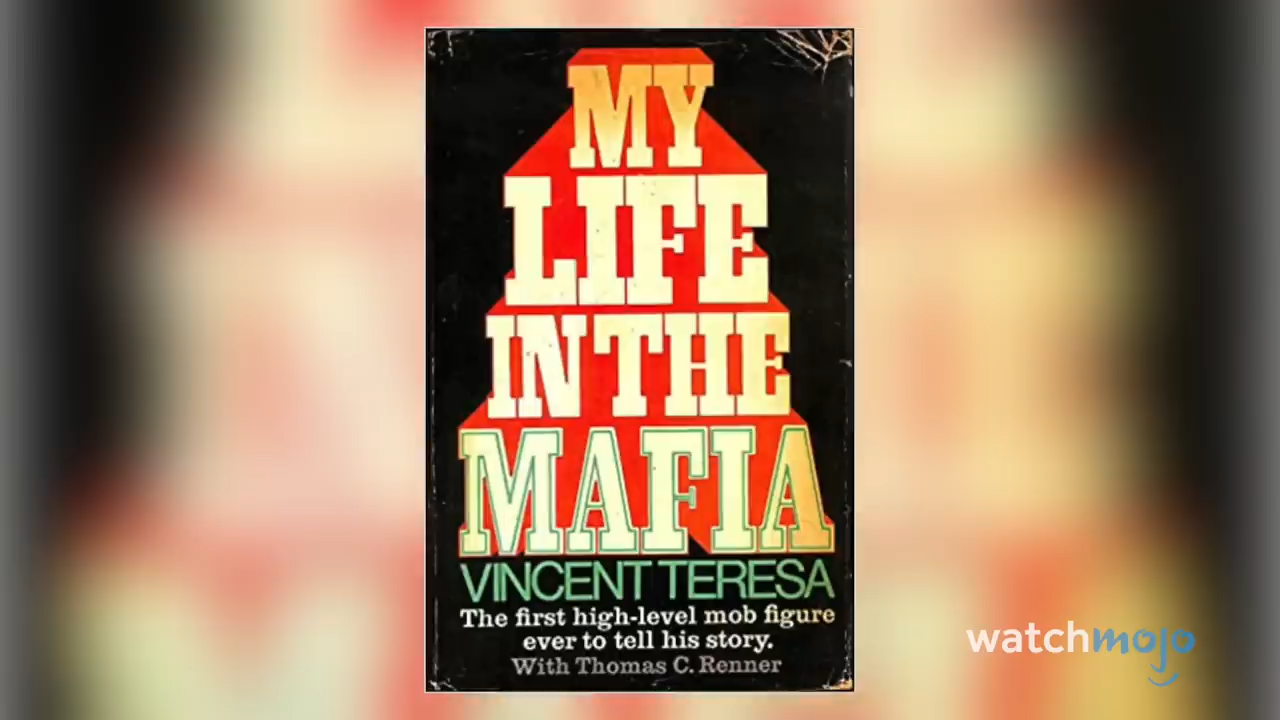 MY
LIFE
IN THE
MAFIA
VINCENT TERESA
The first high-level mob figure
ever to tell his story.
With Thomas C. Renner
watchmojo